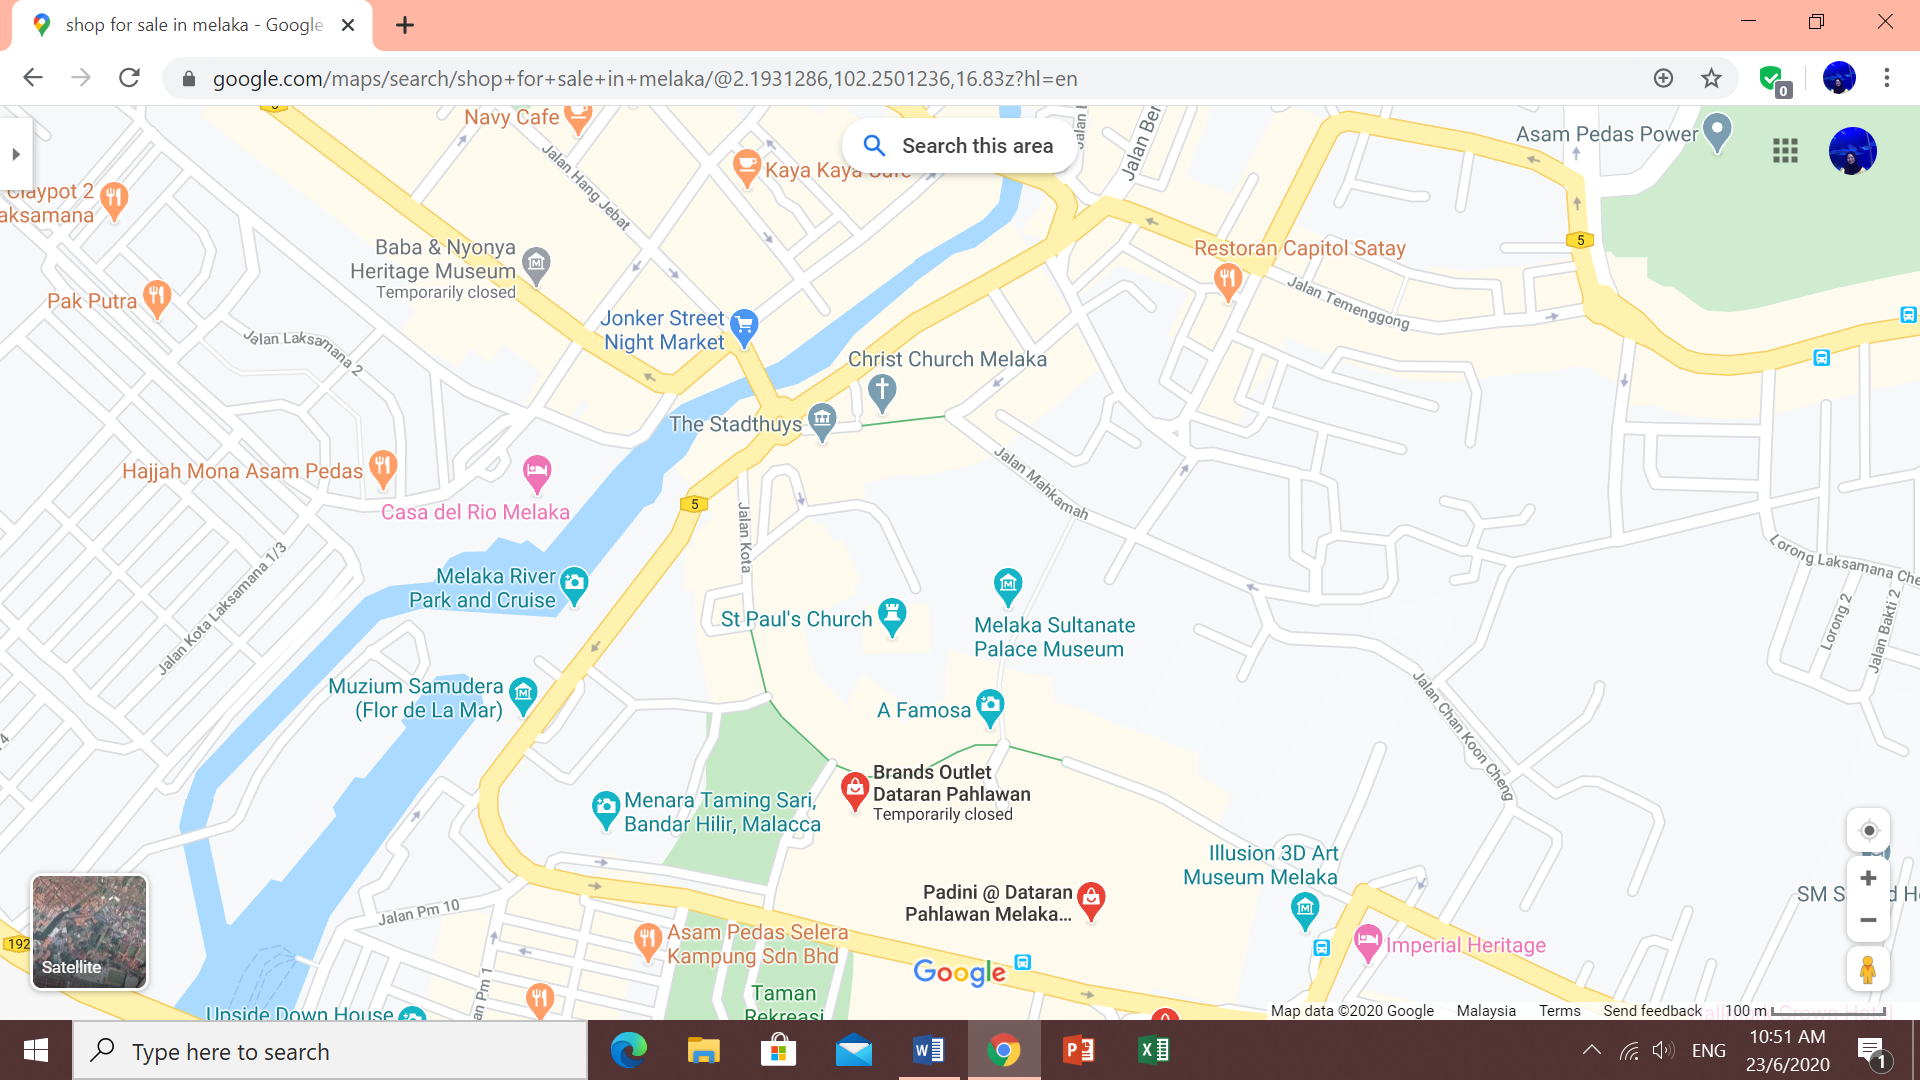 shop for sale in melaka - Google
google.com/maps/search/shop+for+sale+in+melaka/@2.1931286,102.2501236,16.83z?hl=en
0
Navy Cafe
Search this area
Kaya Kaya Cafe
Jalan Hang Jebat
Asam Pedas Power
Claypot 2
aksamana
Baba & Nyonya
Heritage Museum
Temporarily closed
Restoran Capitol Satay
5
Pak Putra
Jalan Temenggong
Jonker Street
Night Market
Jalan Laksamana 2
Christ Church Melaka
The Stadthuys
Hajjah Mona Asam Pedas
Casa del Rio Melaka
5
Jalan Kota
Jalan Mahkamah
Lorong Laksamana Che
Melaka River
Park and Cruise
Jalan Kota Laksamana 1/3
St Paul's Church
Melaka Sultanate
Palace Museum
Lorong 2
Jalan Bakti 2
Muzium Samudera
(Flor de La Mar)
A Famosa
Jalan Chan Koon Cheng
Brands Outlet
Dataran Pahlawan
Temporarily closed
Menara Taming Sari,
Bandar Hilir, Malacca
Illusion 3D Art
Museum Melaka
Padini @ Dataran
Pahlawan Melaka...
Jalan Pm 10
192
Satellite
Asam Pedas Selera
Kampung Sdn Bhd
Imperial Heritage
Google
Taman
Rekreasi
Jalan Pm 1
Upside Down House
Map data ©2020 Google
Malaysia
Terms
Send feedback
100 m
Type here to search
ENG
10:51 AM
23/6/2020
1